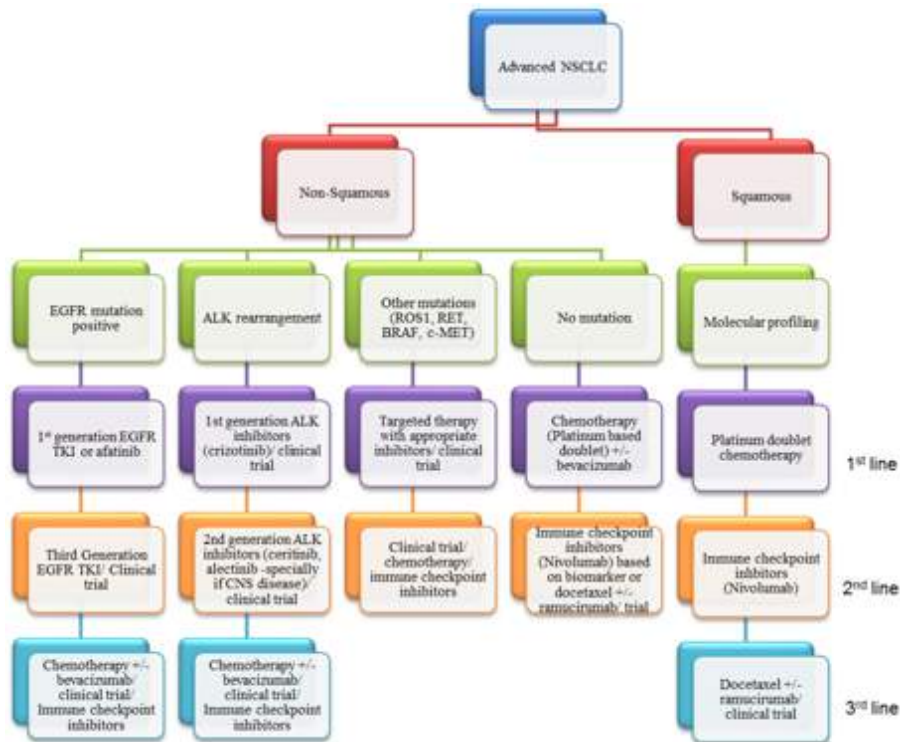 Advanced NSCLC
Non-Squamous
Squamous
EGFR mutation
positive
ALK rearrangement
Other mutations
(ROS1, RET,
BRAF, c-MET)
No mutation
Molecular profiling
1st generation EGFR
TKI or afatinib
1st generation ALK
inhibitors
(crizotinib)/ clinical
trial
Targeted therapy
with appropriate
inhibitors/ clinical
trial
Chemotherapy
(Platinum based
doublet) +/-
bevacizumab
Platinum doublet
chemotherapy
1st line
Third Generation
EGFR TKI/ Clinical
trial
2nd generation ALK
inhibitors (ceritinib,
alectinib -specially
if CNS disease)/
clinical trial
Clinical trial/
chemotherapy/
immune checkpoint
inhibitors
Immune checkpoint
inhibitors
(Nivolumab) based
on biomarker or
docetaxel +/-
ramucirumab/ trial
Immune checkpoint
inhbitors
(Nivolumab)
2nd line
Chemotherapy +/-
bevacizumab/
clinical trial/
Immune checkpoint
inhibitors
Chemotherapy +/-
bevacizumab/
clinical trial/
Immune checkpoint
inhibitors
Docetaxel +/-
ramucirumab/
clinical trial
3rd line